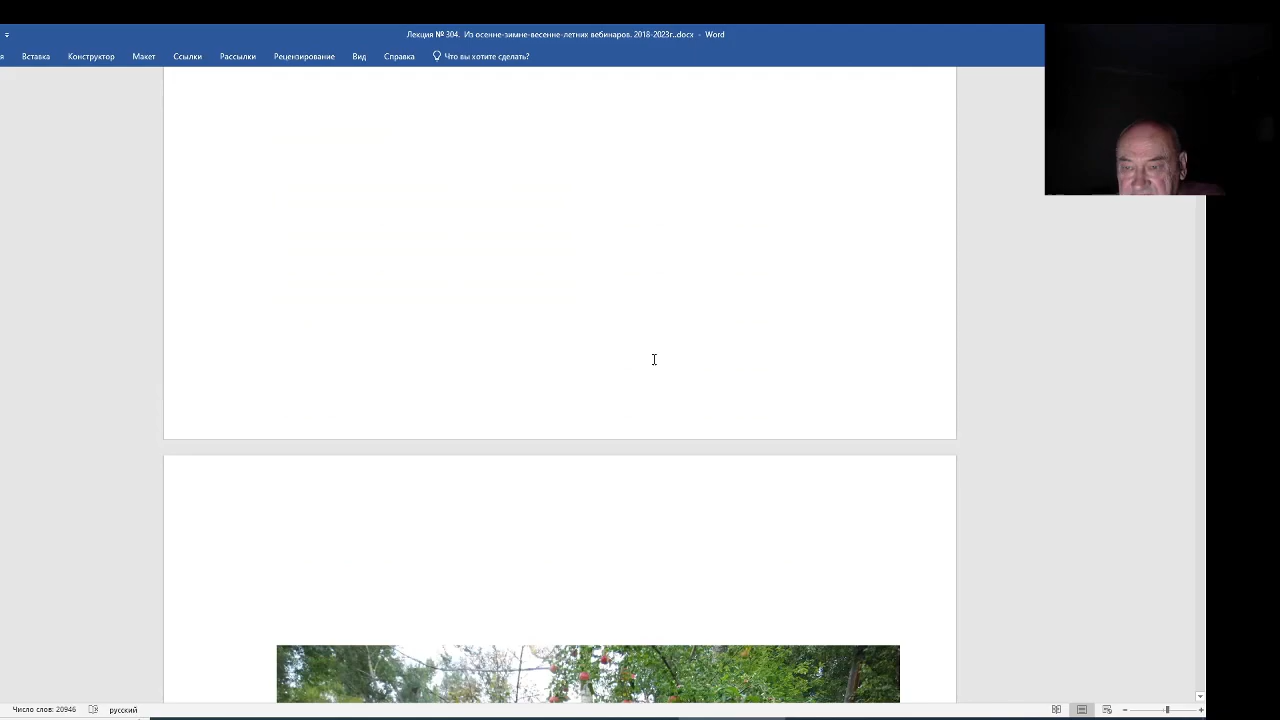 Лекция № 304. Из осенне-зимне-весенне-летних вебинаров. 2018-2023г..docx - Word
я Вставка Конструктор Макет Ссылки Рассылки Рецензирование Вид Справка Что вы хотите сделать?
Число слов: 20946 русский